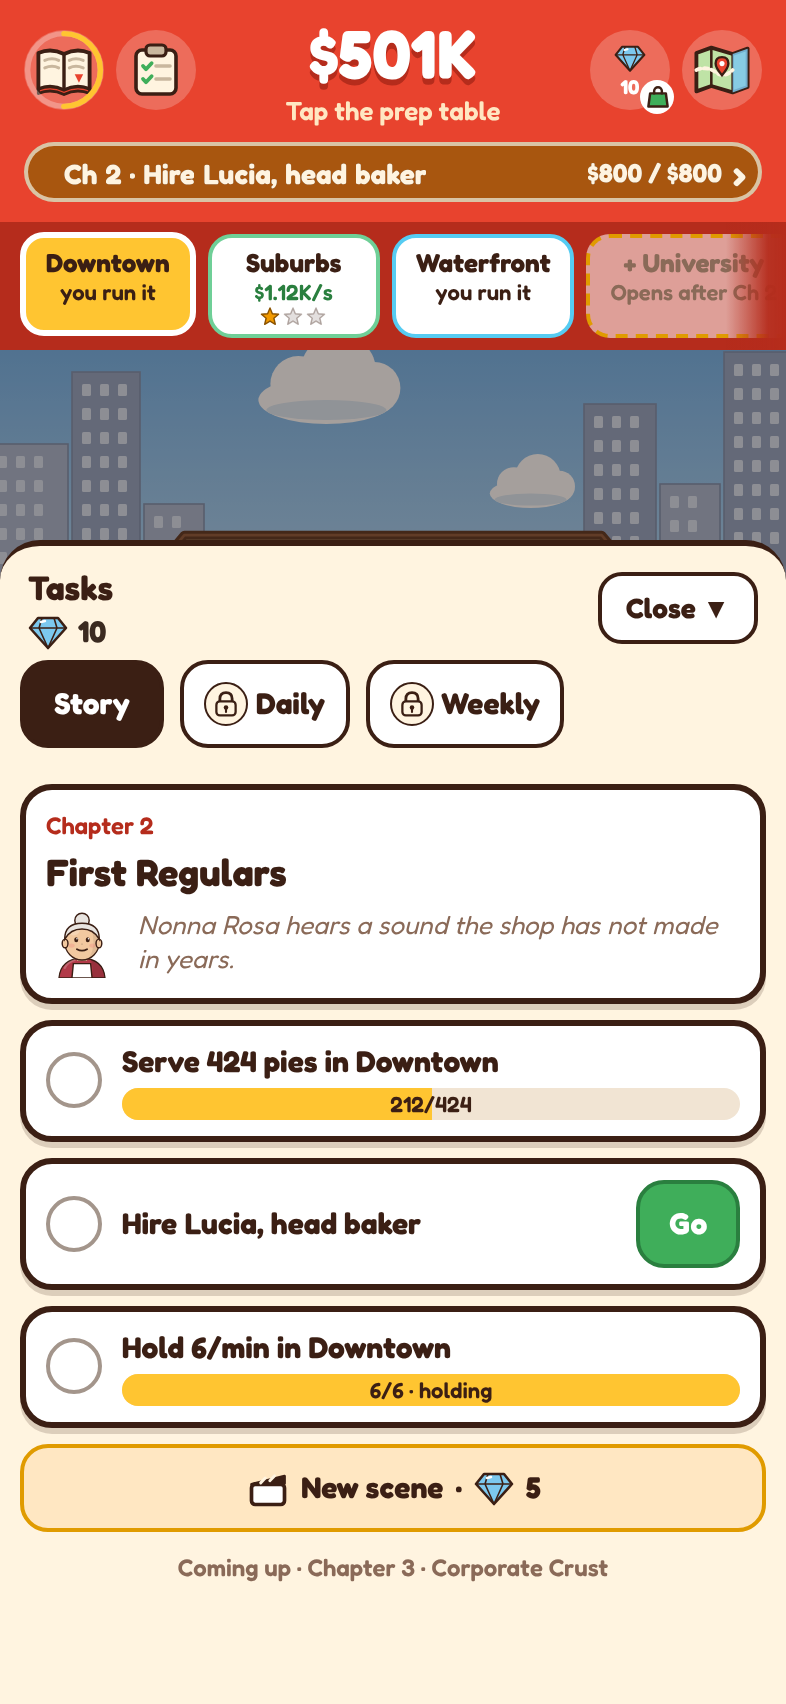 $501K
Tap the prep table
10
Ch 2 · Hire Lucia, head baker
$800 / $800 ›
Downtown
you run it
Suburbs
$1.12K/s
Waterfront
you run it
+ University
Opens after Ch 2
Tasks
10
Close ▼
Story
Daily
Weekly
Chapter 2
First Regulars
Nonna Rosa hears a sound the shop has not made
in years.
Serve 424 pies in Downtown
212/424
Hire Lucia, head baker
Go
Hold 6/min in Downtown
6/6 · holding
New scene · 5
Coming up · Chapter 3 · Corporate Crust